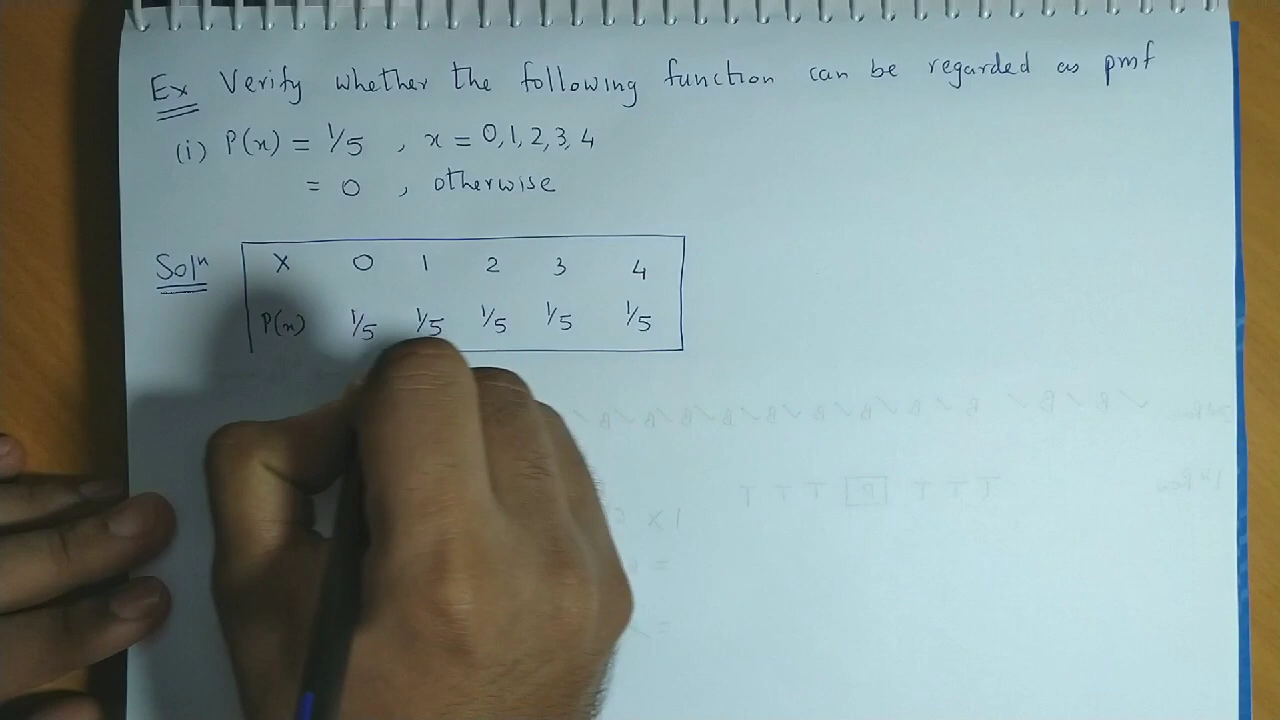 Ex Verify whether the following function can be regarded as pmf
(i) P(x) = 1/5 , x = 0,1,2,3,4
= 0 , otherwise
Solⁿ
X 0 1 2 3 4
P(x) 1/5 1/5 1/5 1/5 1/5